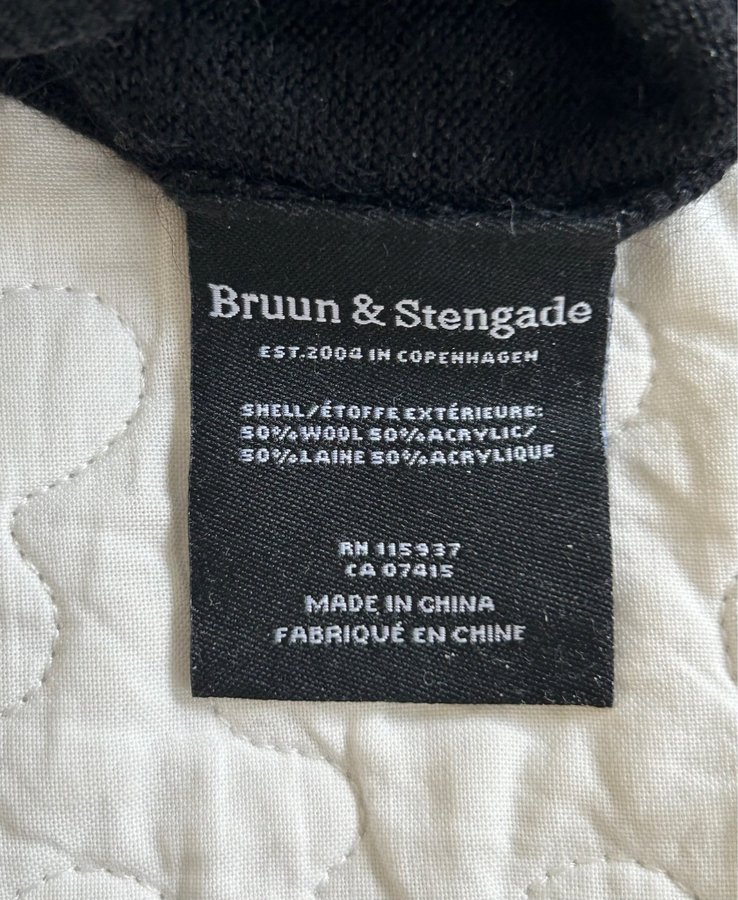 Bruun & Stengade
EST.2004 IN COPENHAGEN
SHELL/ÉTOFFE EXTÉRIEURE:
50%WOOL 50%ACRYLIC/
50%LAINE 50%ACRYLIQUE
RN 115937
CA 07415
MADE IN CHINA
FABRIQUÉ EN CHINE